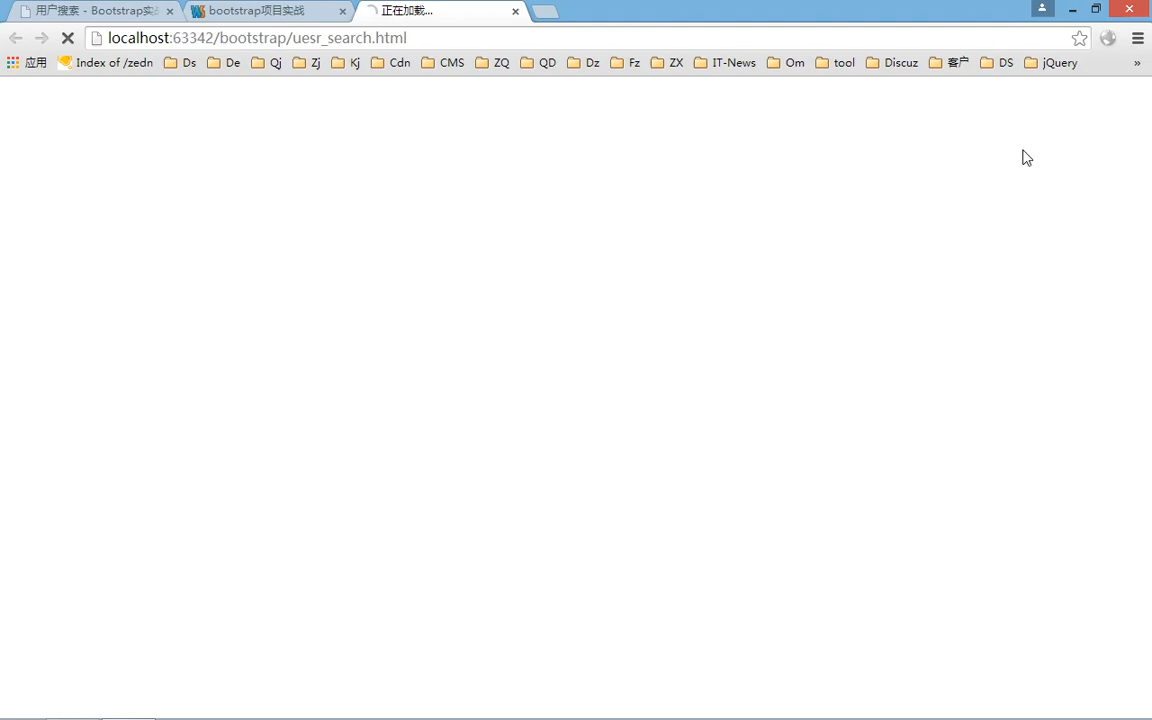 用户搜索 - Bootstrap实战 bootstrap项目实战 正在加载...
localhost:63342/bootstrap/uesr_search.html
应用 Index of /zedn Ds De Qj Zj Kj Cdn CMS ZQ QD Dz Fz ZX IT-News Om tool Discuz 客户 DS jQuery »